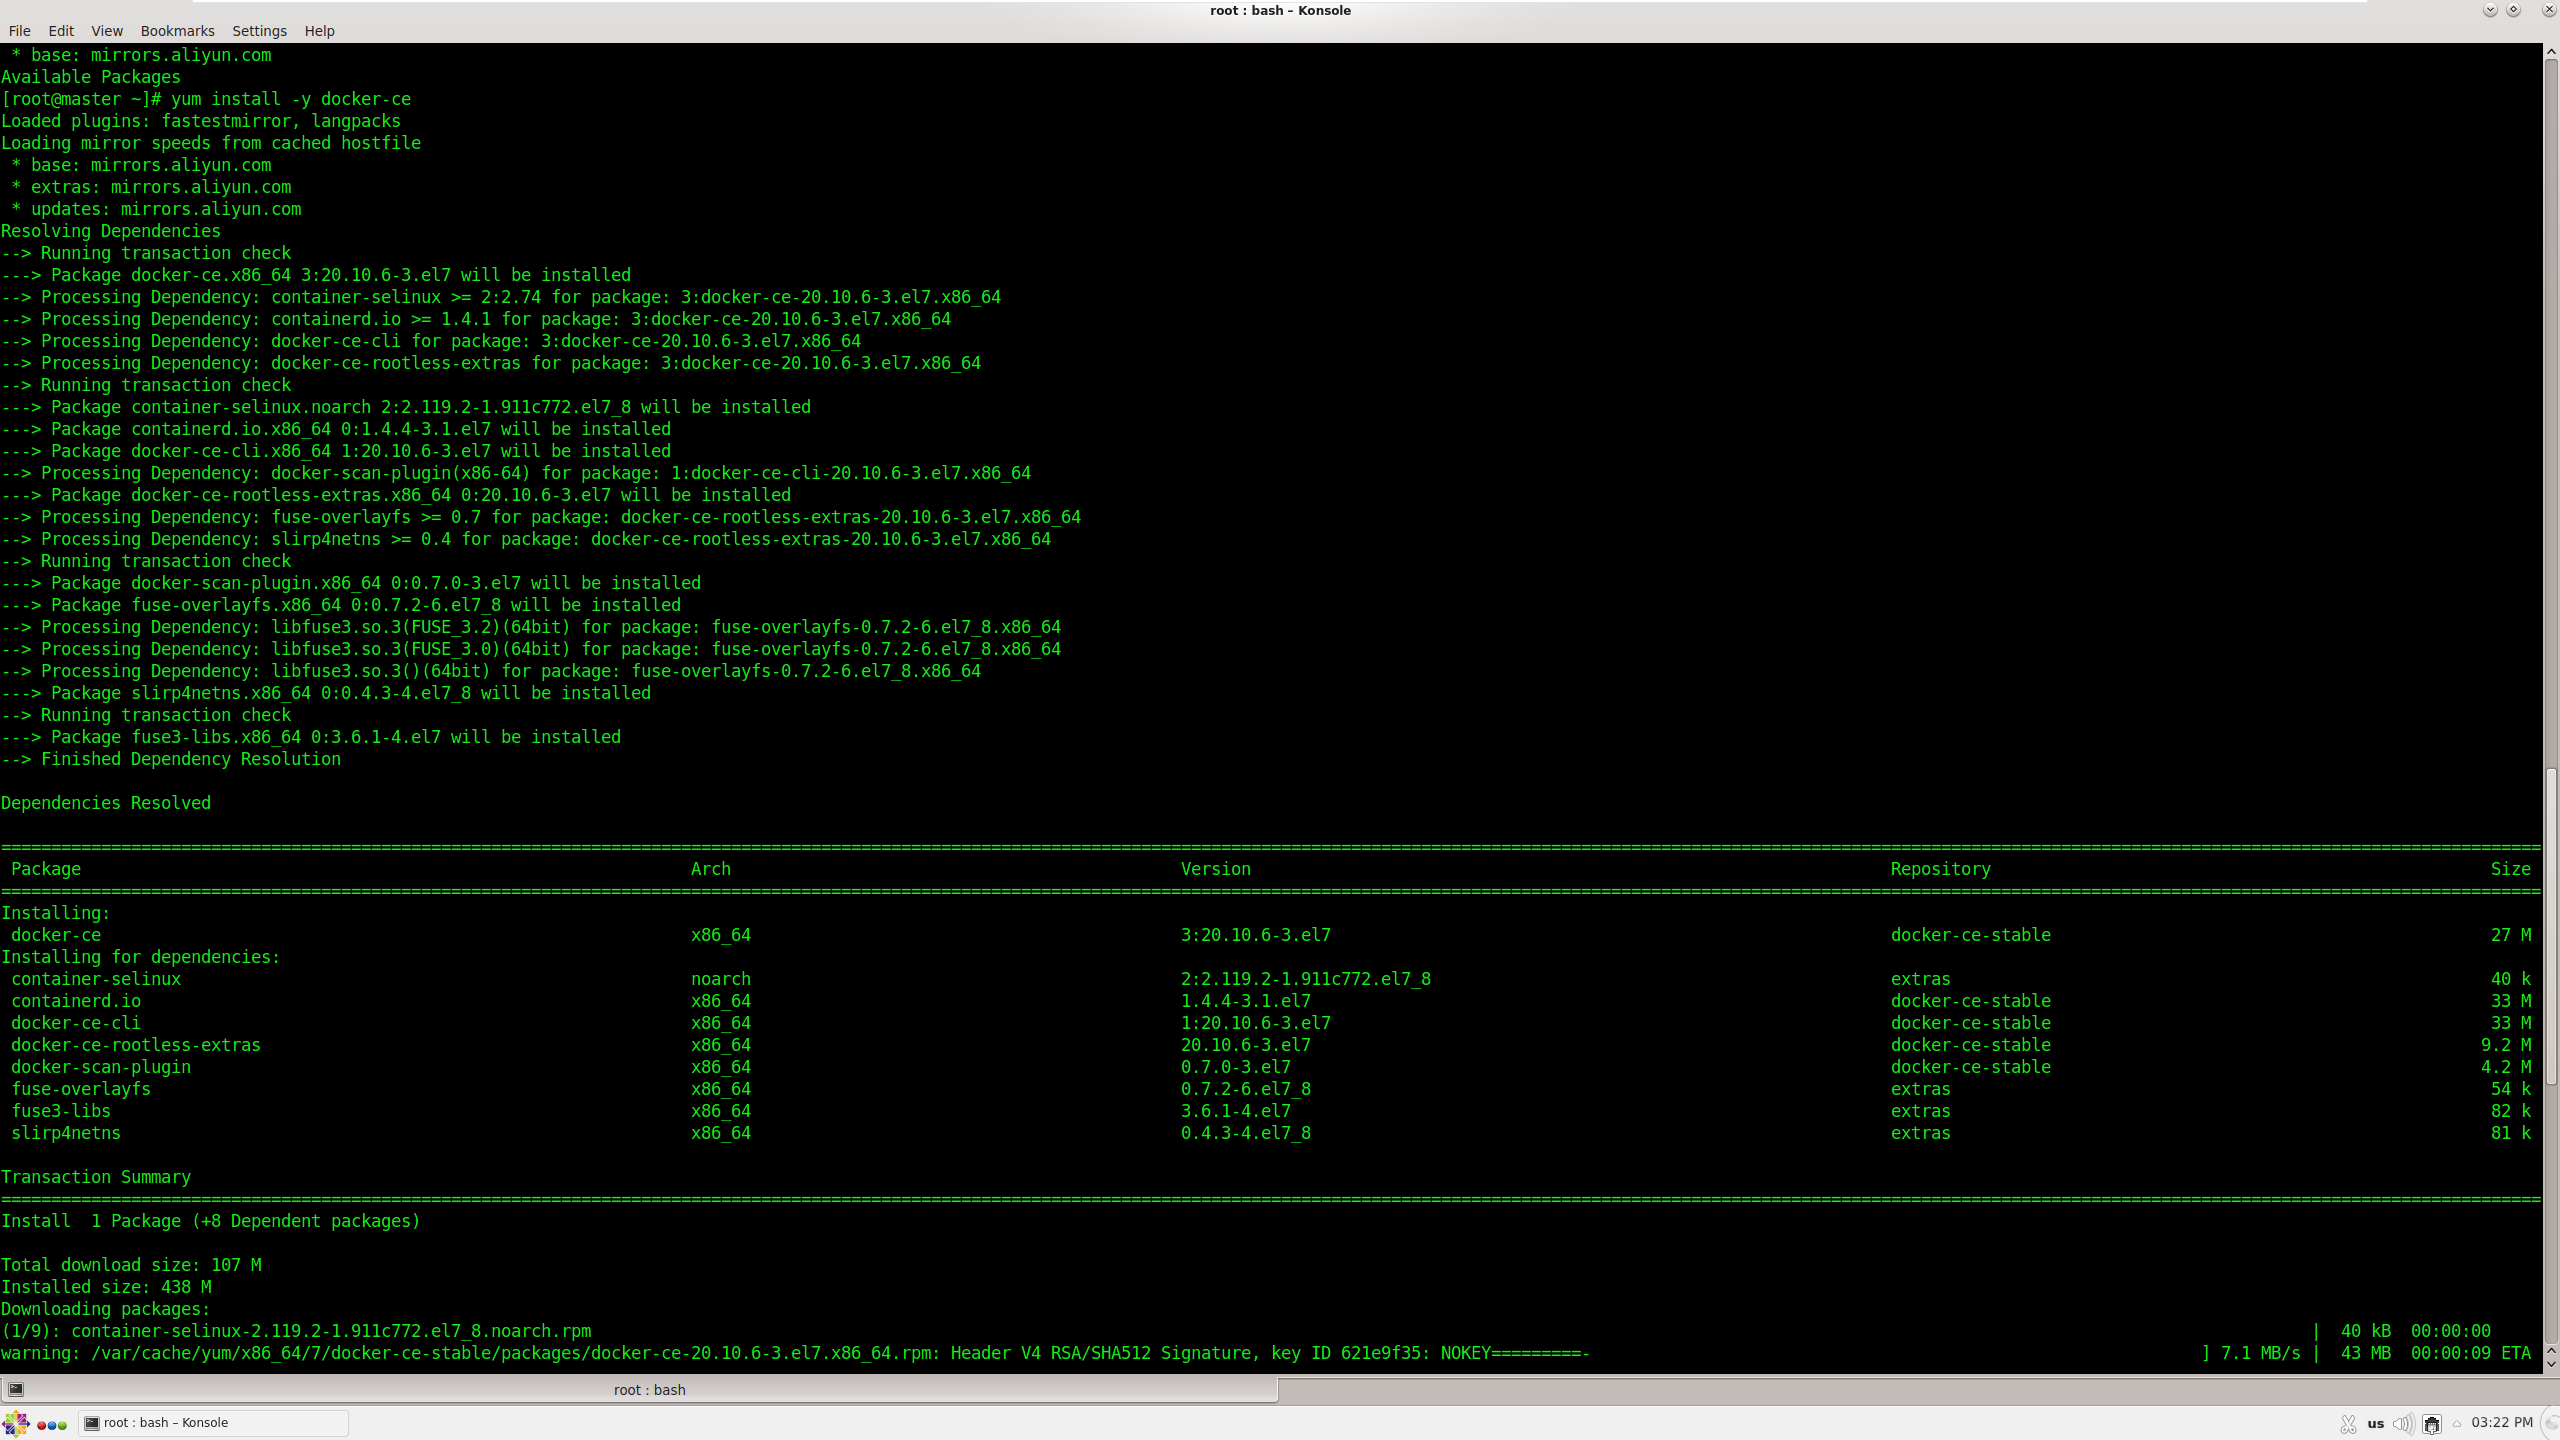 root : bash – Konsole
File Edit View Bookmarks Settings Help
* base: mirrors.aliyun.com
Available Packages
[root@master ~]# yum install -y docker-ce
Loaded plugins: fastestmirror, langpacks
Loading mirror speeds from cached hostfile
* base: mirrors.aliyun.com
* extras: mirrors.aliyun.com
* updates: mirrors.aliyun.com
Resolving Dependencies
--> Running transaction check
---> Package docker-ce.x86_64 3:20.10.6-3.el7 will be installed
--> Processing Dependency: container-selinux >= 2:2.74 for package: 3:docker-ce-20.10.6-3.el7.x86_64
--> Processing Dependency: containerd.io >= 1.4.1 for package: 3:docker-ce-20.10.6-3.el7.x86_64
--> Processing Dependency: docker-ce-cli for package: 3:docker-ce-20.10.6-3.el7.x86_64
--> Processing Dependency: docker-ce-rootless-extras for package: 3:docker-ce-20.10.6-3.el7.x86_64
--> Running transaction check
---> Package container-selinux.noarch 2:2.119.2-1.911c772.el7_8 will be installed
---> Package containerd.io.x86_64 0:1.4.4-3.1.el7 will be installed
---> Package docker-ce-cli.x86_64 1:20.10.6-3.el7 will be installed
--> Processing Dependency: docker-scan-plugin(x86-64) for package: 1:docker-ce-cli-20.10.6-3.el7.x86_64
---> Package docker-ce-rootless-extras.x86_64 0:20.10.6-3.el7 will be installed
--> Processing Dependency: fuse-overlayfs >= 0.7 for package: docker-ce-rootless-extras-20.10.6-3.el7.x86_64
--> Processing Dependency: slirp4netns >= 0.4 for package: docker-ce-rootless-extras-20.10.6-3.el7.x86_64
--> Running transaction check
---> Package docker-scan-plugin.x86_64 0:0.7.0-3.el7 will be installed
---> Package fuse-overlayfs.x86_64 0:0.7.2-6.el7_8 will be installed
--> Processing Dependency: libfuse3.so.3(FUSE_3.2)(64bit) for package: fuse-overlayfs-0.7.2-6.el7_8.x86_64
--> Processing Dependency: libfuse3.so.3(FUSE_3.0)(64bit) for package: fuse-overlayfs-0.7.2-6.el7_8.x86_64
--> Processing Dependency: libfuse3.so.3()(64bit) for package: fuse-overlayfs-0.7.2-6.el7_8.x86_64
---> Package slirp4netns.x86_64 0:0.4.3-4.el7_8 will be installed
--> Running transaction check
---> Package fuse3-libs.x86_64 0:3.6.1-4.el7 will be installed
--> Finished Dependency Resolution
Dependencies Resolved
Package Arch Version Repository Size
Installing:
docker-ce x86_64 3:20.10.6-3.el7 docker-ce-stable 27 M
Installing for dependencies:
container-selinux noarch 2:2.119.2-1.911c772.el7_8 extras 40 k
containerd.io x86_64 1.4.4-3.1.el7 docker-ce-stable 33 M
docker-ce-cli x86_64 1:20.10.6-3.el7 docker-ce-stable 33 M
docker-ce-rootless-extras x86_64 20.10.6-3.el7 docker-ce-stable 9.2 M
docker-scan-plugin x86_64 0.7.0-3.el7 docker-ce-stable 4.2 M
fuse-overlayfs x86_64 0.7.2-6.el7_8 extras 54 k
fuse3-libs x86_64 3.6.1-4.el7 extras 82 k
slirp4netns x86_64 0.4.3-4.el7_8 extras 81 k
Transaction Summary
Install 1 Package (+8 Dependent packages)
Total download size: 107 M
Installed size: 438 M
Downloading packages:
(1/9): container-selinux-2.119.2-1.911c772.el7_8.noarch.rpm | 40 kB 00:00:00
warning: /var/cache/yum/x86_64/7/docker-ce-stable/packages/docker-ce-20.10.6-3.el7.x86_64.rpm: Header V4 RSA/SHA512 Signature, key ID 621e9f35: NOKEY=========- ] 7.1 MB/s | 43 MB 00:00:09 ETA
root : bash
root : bash – Konsole us 03:22 PM